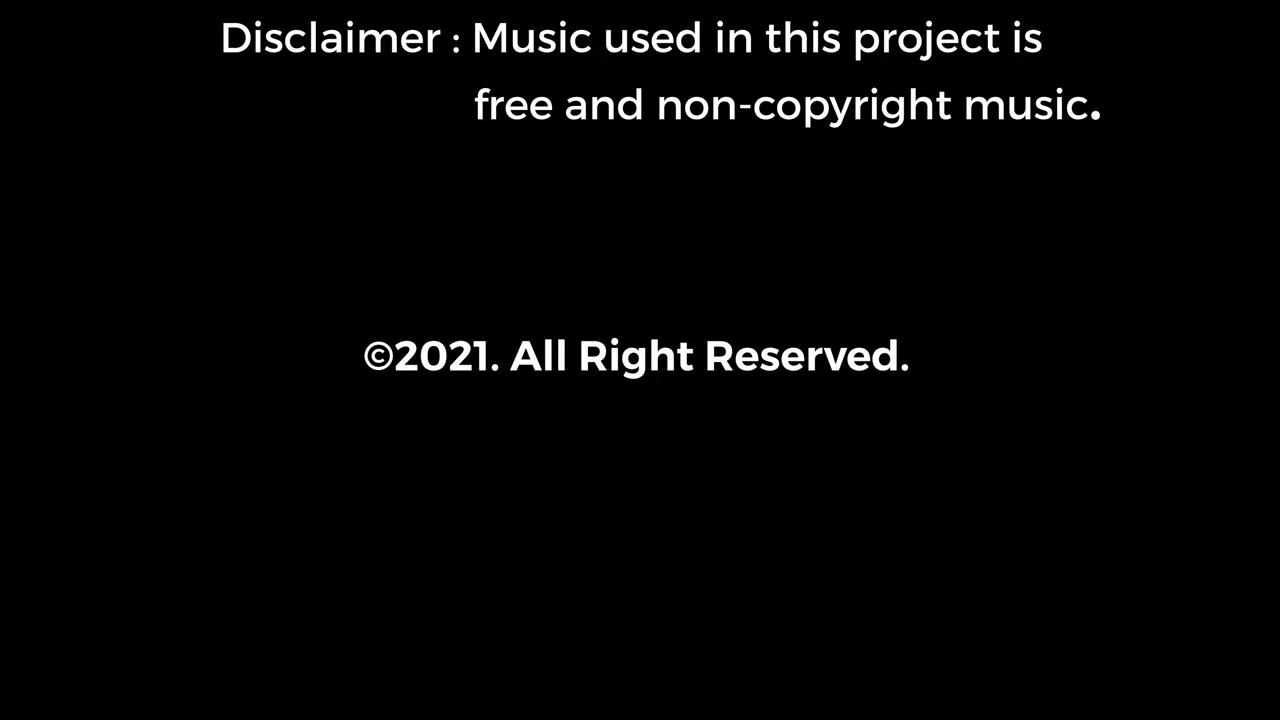 Disclaimer : Music used in this project is
free and non-copyright music.
©2021. All Right Reserved.